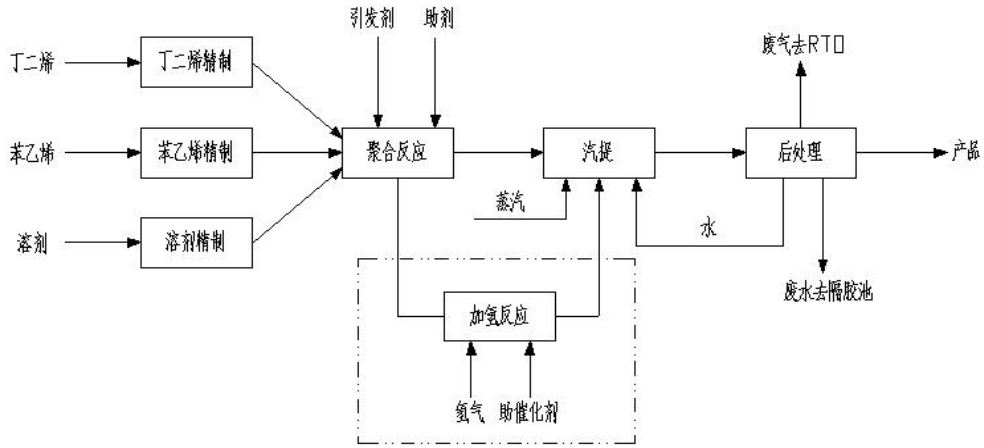 引发剂
助剂
废气去RTO
丁二烯
丁二烯精制
苯乙烯
苯乙烯精制
聚合反应
汽提
后处理
产品
蒸汽
水
溶剂
溶剂精制
废水去隔胶池
加氢反应
氢气
助催化剂